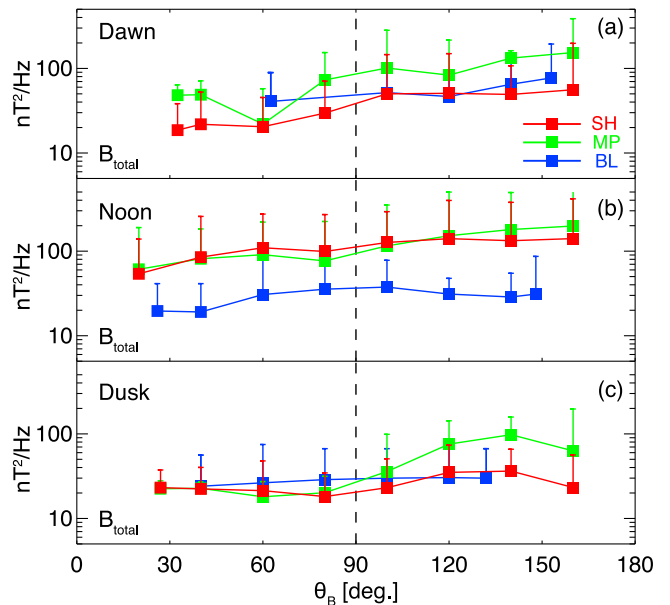 Dawn
(a)
nT²/Hz
100
10
SH
MP
BL
B_total
Noon
(b)
nT²/Hz
100
10
B_total
Dusk
(c)
nT²/Hz
100
10
B_total
0 30 60 90 120 150 180
θ_B [deg.]